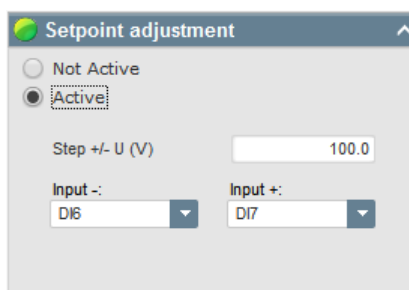 Setpoint adjustment
Not Active
Active
Step +/- U (V) 100.0
Input -: Input +:
DI6 DI7